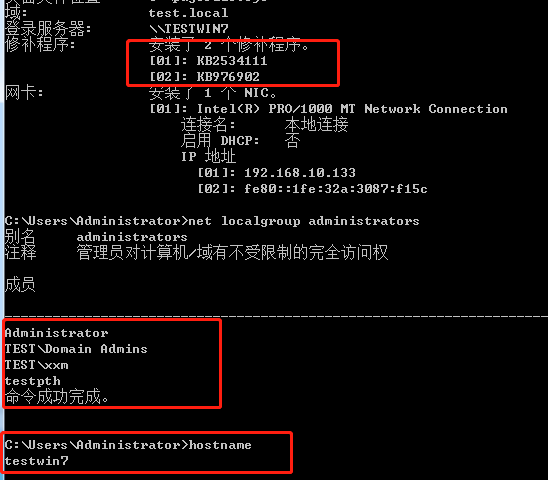 域:               test.local
登录服务器:       \\TESTWIN7
修补程序:         安装了 2 个修补程序。
[01]: KB2534111
[02]: KB976902
网卡:             安装了 1 个 NIC。
[01]: Intel(R) PRO/1000 MT Network Connection
连接名:      本地连接
启用 DHCP:   否
IP 地址
[01]: 192.168.10.133
[02]: fe80::1fe:32a:3087:f15c
C:\Users\Administrator>net localgroup administrators
别名     administrators
注释     管理员对计算机/域有不受限制的完全访问权
成员
-------------------------------------------------------------------------------
Administrator
TEST\Domain Admins
TEST\xxm
testpth
命令成功完成。
C:\Users\Administrator>hostname
testwin7